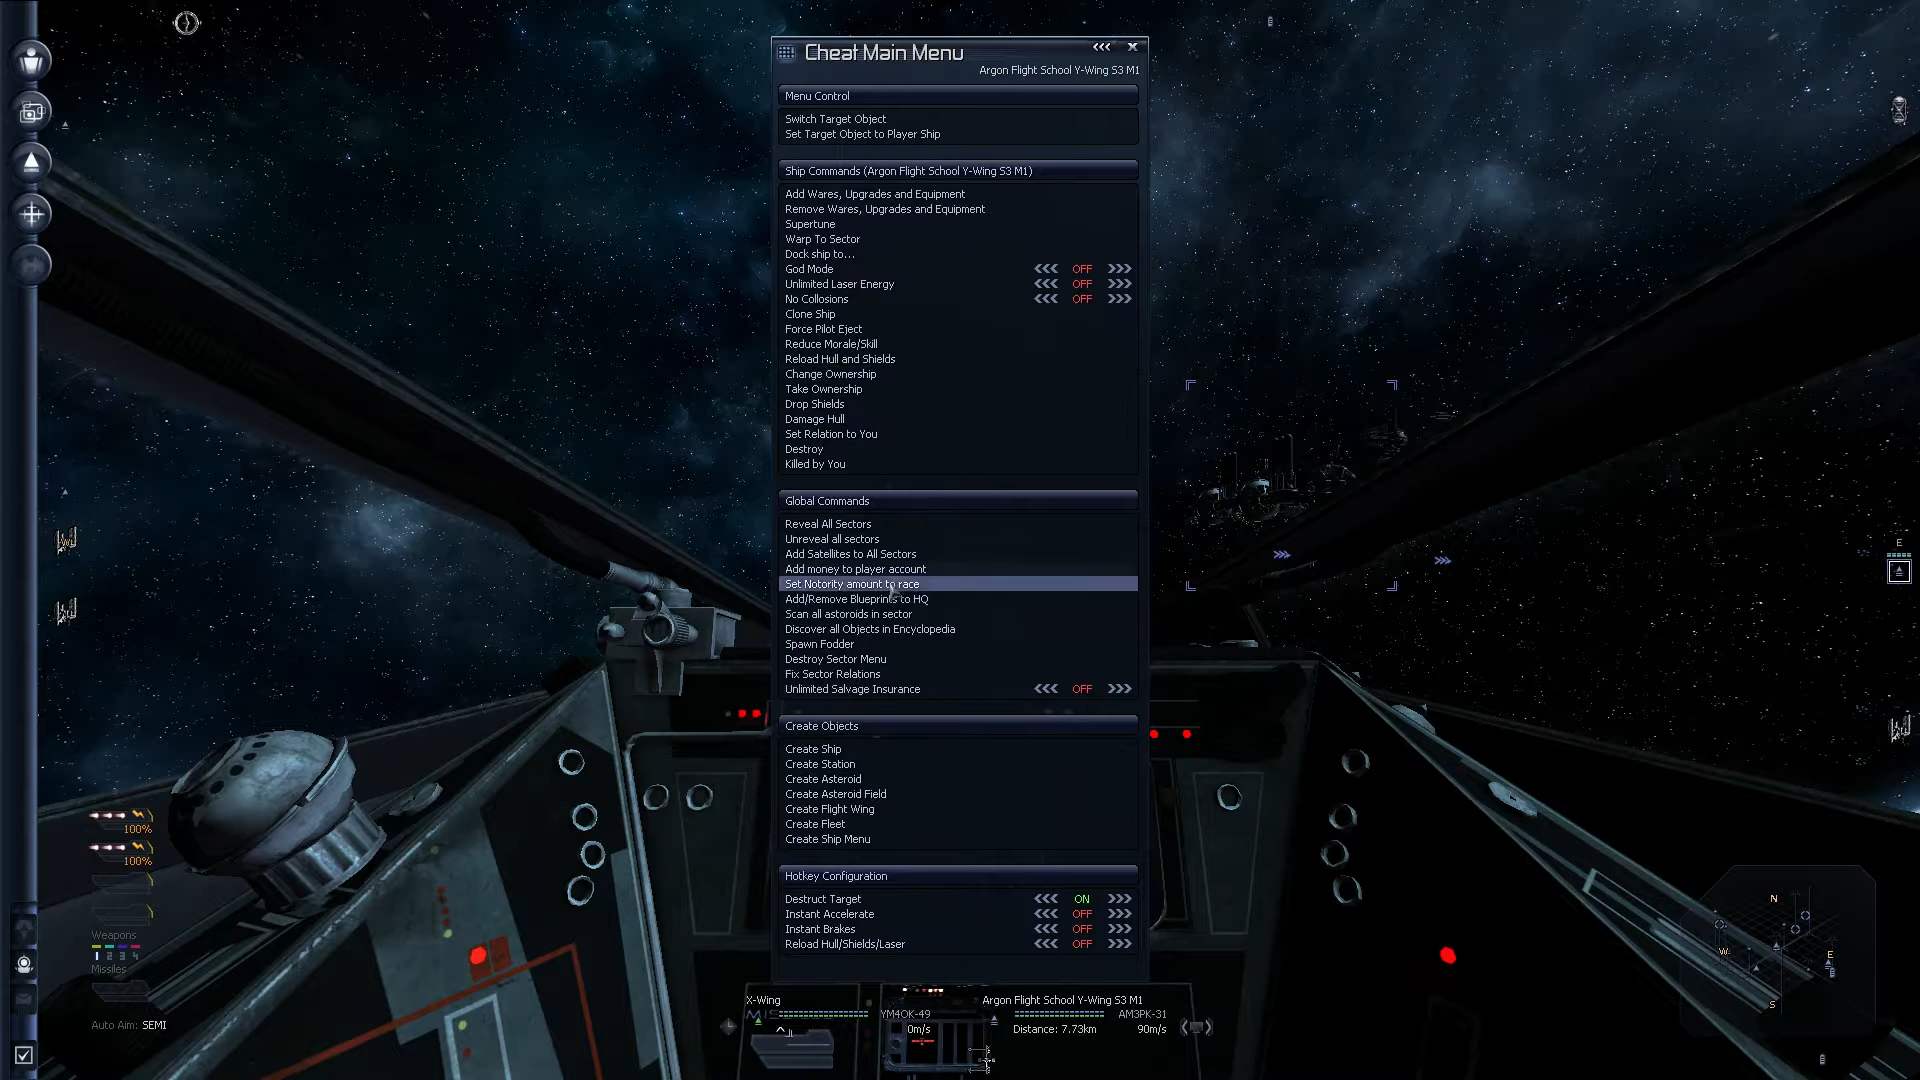 Cheat Main Menu
Argon Flight School Y-Wing S3 M1
Menu Control
Switch Target Object
Set Target Object to Player Ship
Ship Commands (Argon Flight School Y-Wing S3 M1)
Add Wares, Upgrades and Equipment
Remove Wares, Upgrades and Equipment
Supertune
Warp To Sector
Dock ship to...
God Mode OFF
Unlimited Laser Energy OFF
No Collosions OFF
Clone Ship
Force Pilot Eject
Reduce Morale/Skill
Reload Hull and Shields
Change Ownership
Take Ownership
Drop Shields
Damage Hull
Set Relation to You
Destroy
Killed by You
Global Commands
Reveal All Sectors
Unreveal all sectors
Add Satellites to All Sectors
Add money to player account
Set Notority amount to race
Add/Remove Blueprints to HQ
Scan all astoroids in sector
Discover all Objects in Encyclopedia
Spawn Fodder
Destroy Sector Menu
Fix Sector Relations
Unlimited Salvage Insurance OFF
Create Objects
Create Ship
Create Station
Create Asteroid
Create Asteroid Field
Create Flight Wing
Create Fleet
Create Ship Menu
Hotkey Configuration
Destruct Target ON
Instant Accelerate OFF
Instant Brakes OFF
Reload Hull/Shields/Laser OFF
E
100%
100%
Weapons
1 2 3 4
Missiles
Auto Aim: SEMI
X-Wing
YM4OK-49
0m/s
Argon Flight School Y-Wing S3 M1
AM3PK-31
Distance: 7.73km 90m/s
N
W
E
S